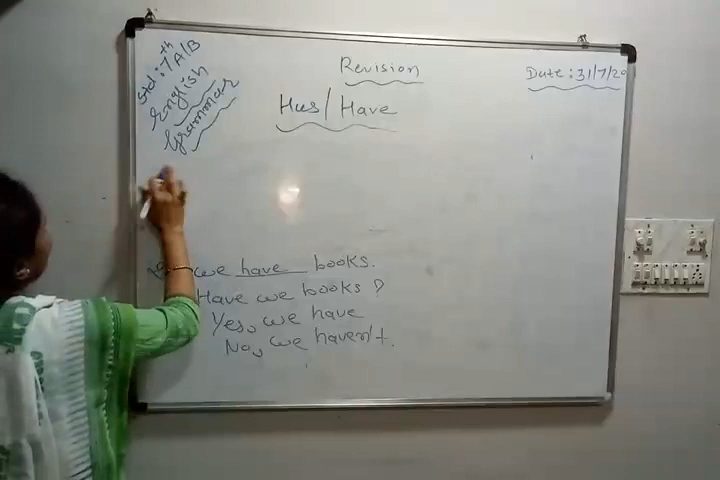 Std: 7th A/B
English
Grammar
Revision
Has/Have
Date: 31/7/20
we have books.
Have we books?
Yes, we have
No, we haven't.